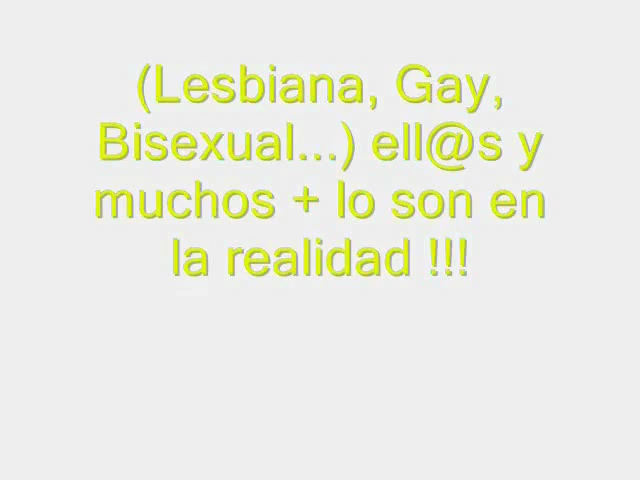 (Lesbiana, Gay,
Bisexual...) ell@s y
muchos + lo son en
la realidad !!!